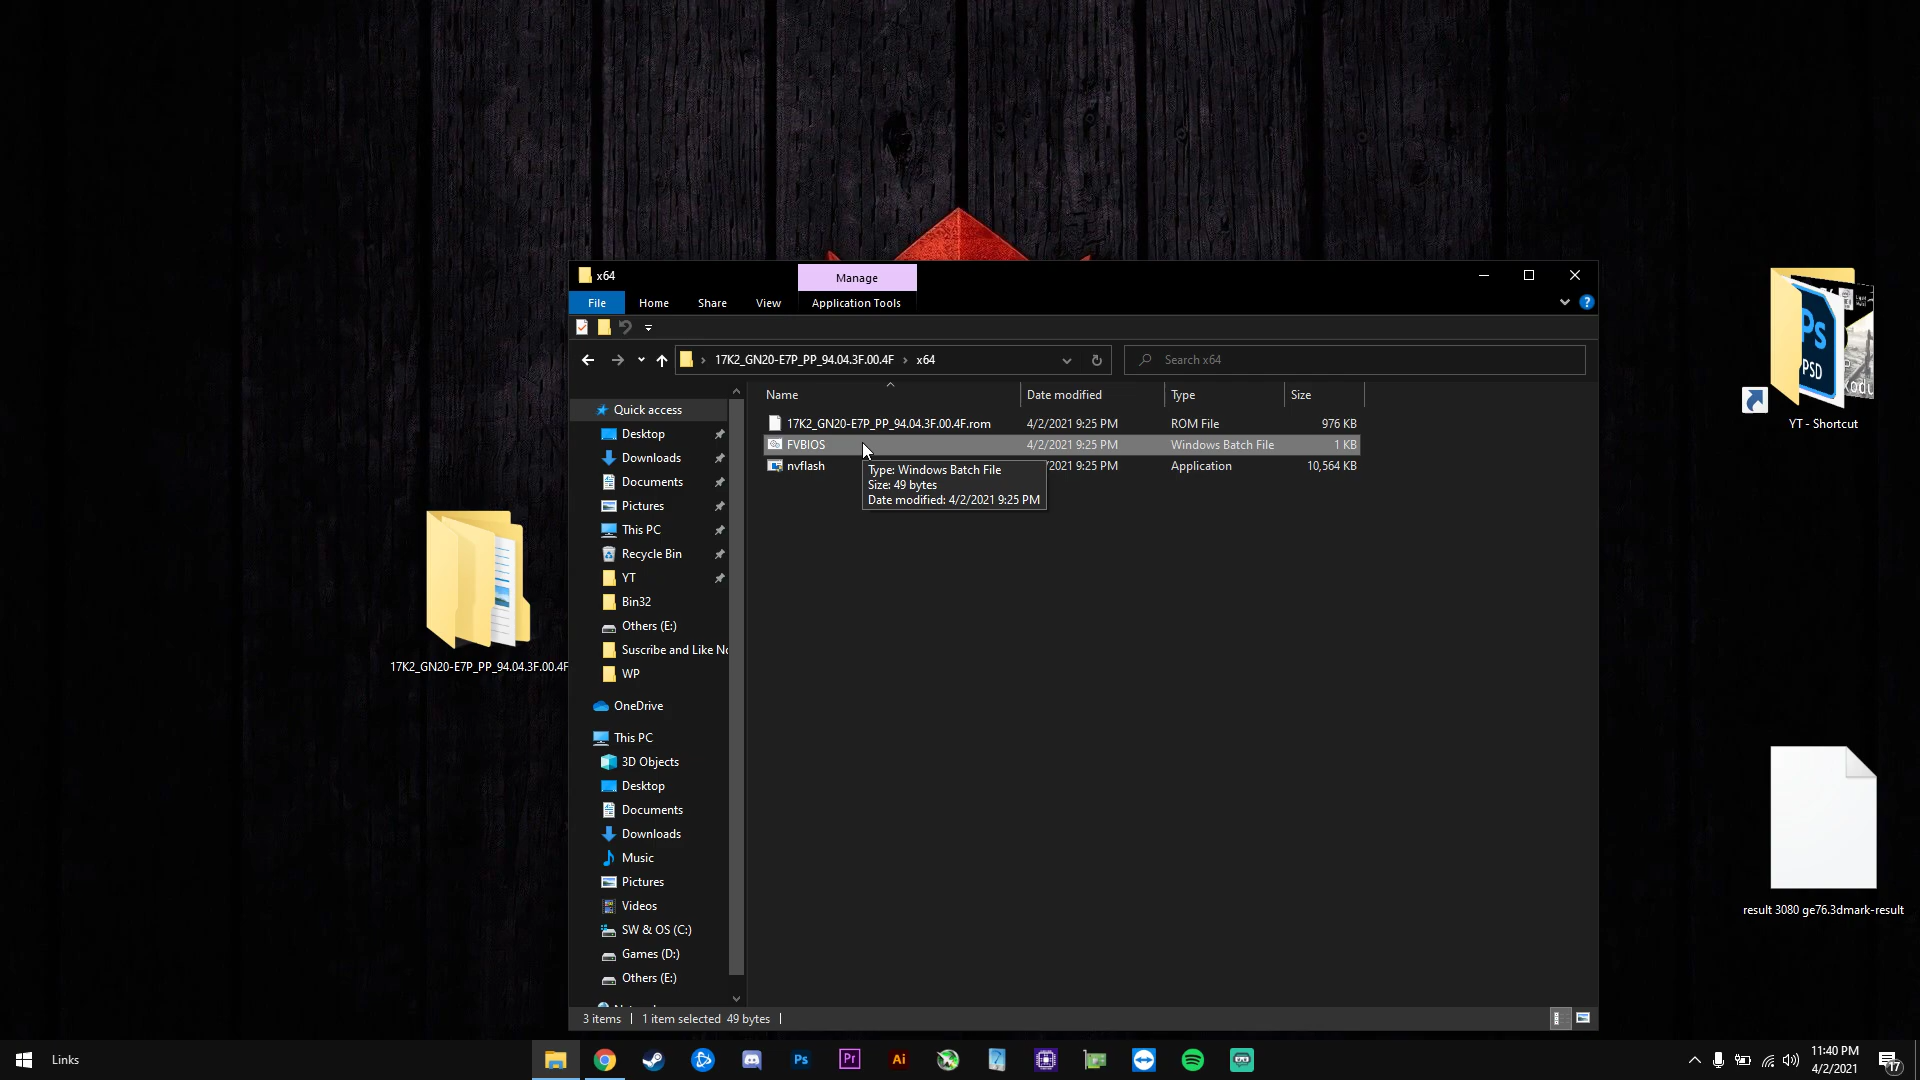 x64
Manage
File
Home
Share
View
Application Tools
17K2_GN20-E7P_PP_94.04.3F.00.4F
x64
Search x64
Name
Date modified
Type
Size
17K2_GN20-E7P_PP_94.04.3F.00.4F.rom
4/2/2021 9:25 PM
ROM File
976 KB
FVBIOS
4/2/2021 9:25 PM
Windows Batch File
1 KB
nvflash
/2021 9:25 PM
Application
10,564 KB
Type: Windows Batch File
Size: 49 bytes
Date modified: 4/2/2021 9:25 PM
Quick access
Desktop
Downloads
Documents
Pictures
This PC
Recycle Bin
YT
Bin32
Others (E:)
Suscribe and Like No
WP
OneDrive
This PC
3D Objects
Desktop
Documents
Downloads
Music
Pictures
Videos
SW & OS (C:)
Games (D:)
Others (E:)
3 items
1 item selected 49 bytes
17K2_GN20-E7P_PP_94.04.3F.00.4F
Ps
PSD
YT - Shortcut
result 3080 ge76.3dmark-result
Links
Ps
Pr
Ai
11:40 PM
4/2/2021
17